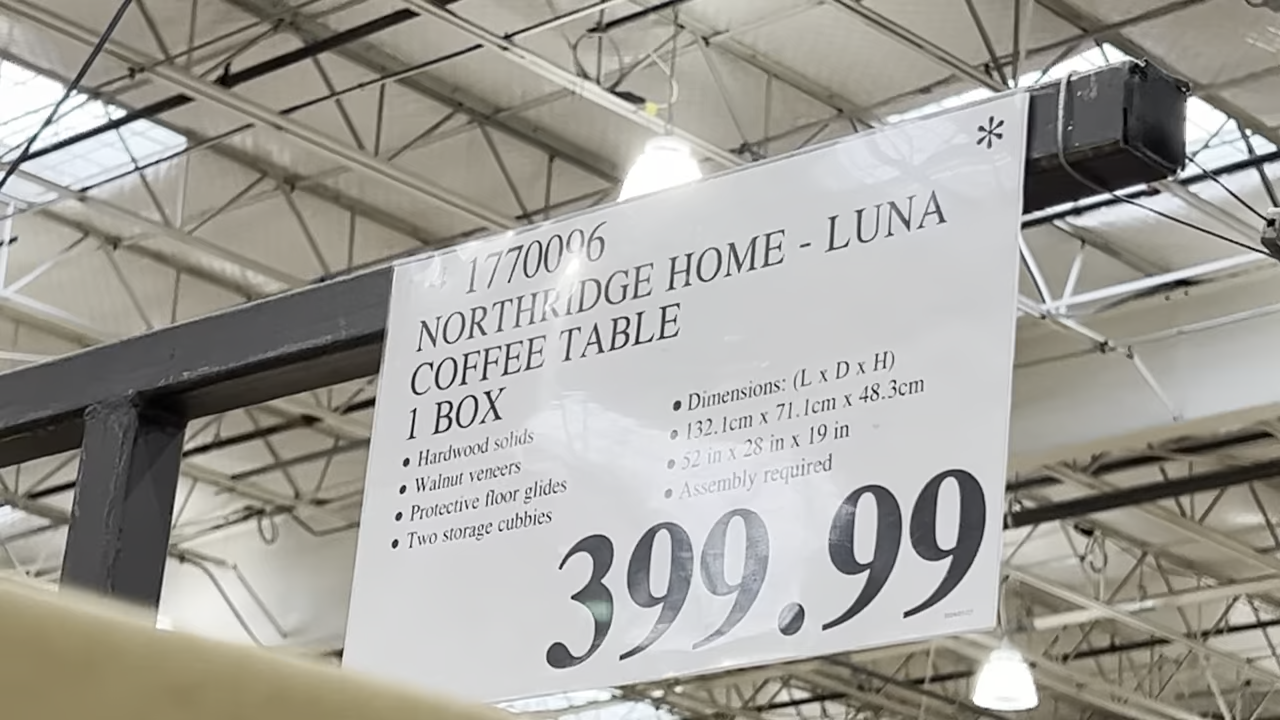 *
1770096
NORTHRIDGE HOME - LUNA
COFFEE TABLE
1 BOX
• Hardwood solids
• Walnut veneers
• Protective floor glides
• Two storage cubbies
• Dimensions: (L x D x H)
• 132.1cm x 71.1cm x 48.3cm
• 52 in x 28 in x 19 in
• Assembly required
399.99